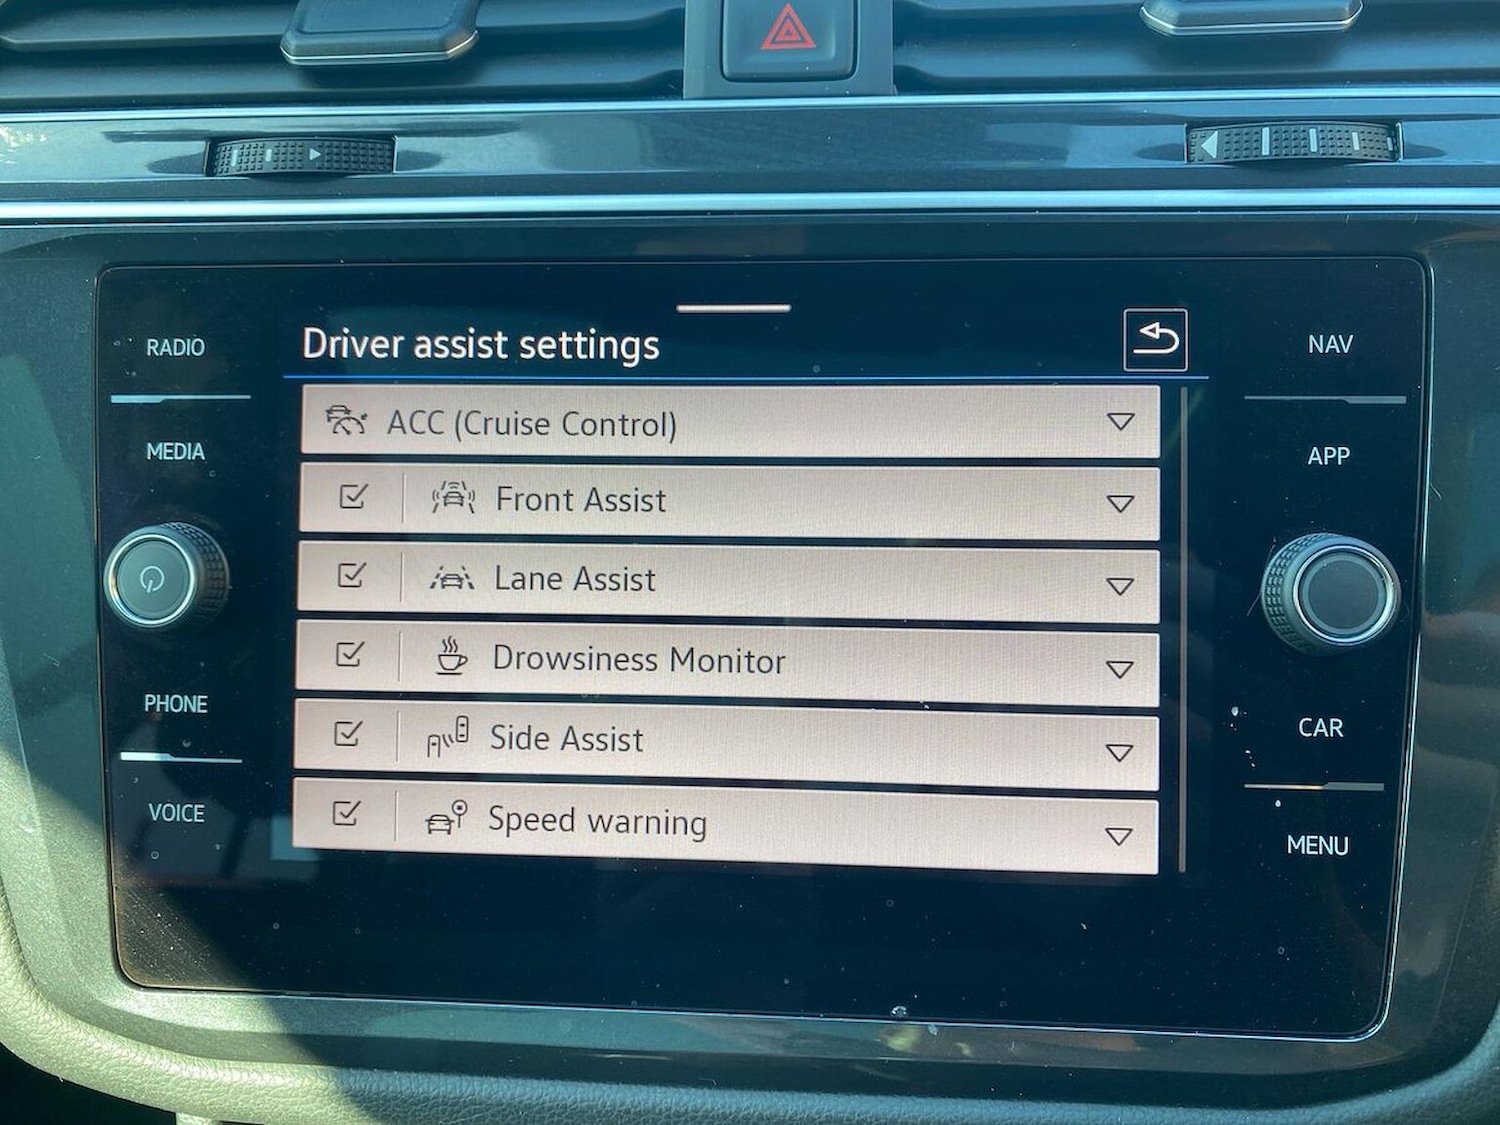 Driver assist settings
RADIO
NAV
ACC (Cruise Control)
MEDIA
APP
Front Assist
Lane Assist
Drowsiness Monitor
PHONE
CAR
Side Assist
VOICE
Speed warning
MENU